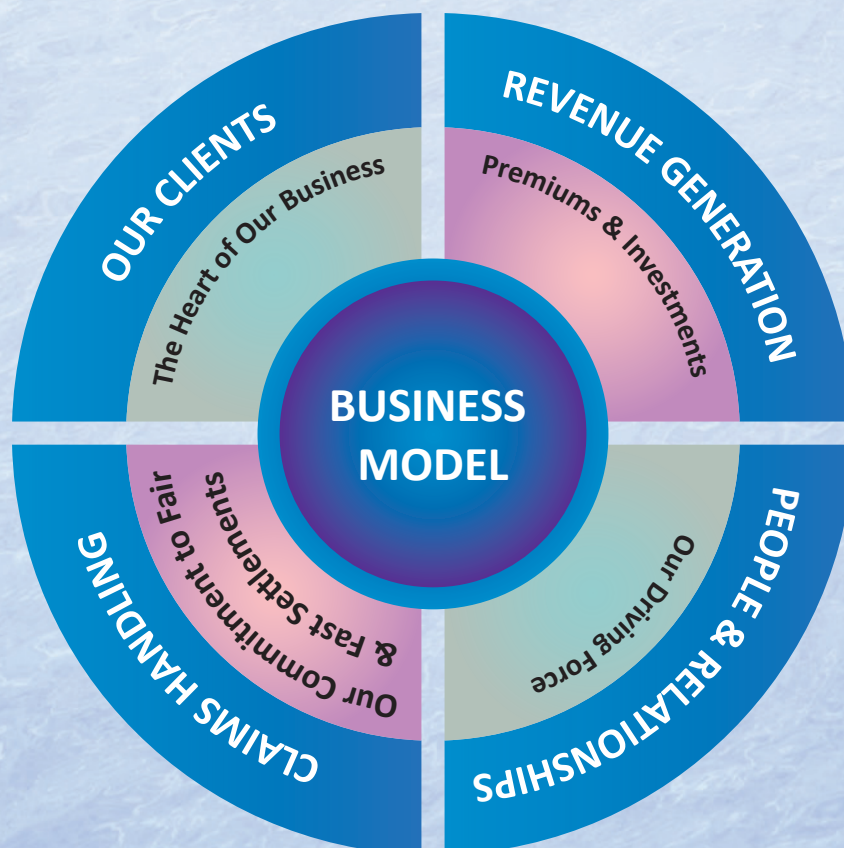 OUR CLIENTS
The Heart of Our Business
REVENUE GENERATION
Premiums & Investments
BUSINESS
MODEL
CLAIMS HANDLING
Our Commitment to Fair
& Fast Settlements
PEOPLE & RELATIONSHIPS
Our Driving Force